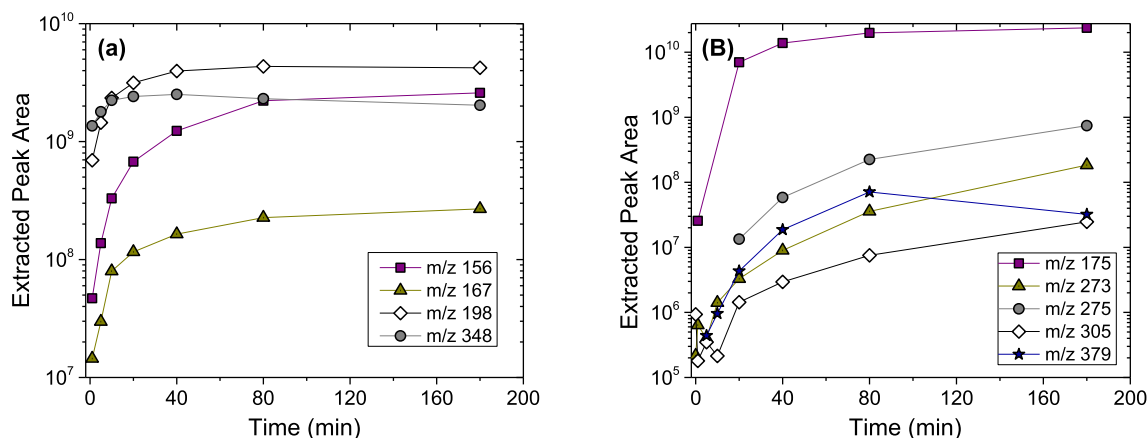 (a)
Extracted Peak Area
10^10
10^9
10^8
10^7
0 40 80 120 160 200
Time (min)
m/z 156
m/z 167
m/z 198
m/z 348
(B)
Extracted Peak Area
10^10
10^9
10^8
10^7
10^6
10^5
0 40 80 120 160 200
Time (min)
m/z 175
m/z 273
m/z 275
m/z 305
m/z 379